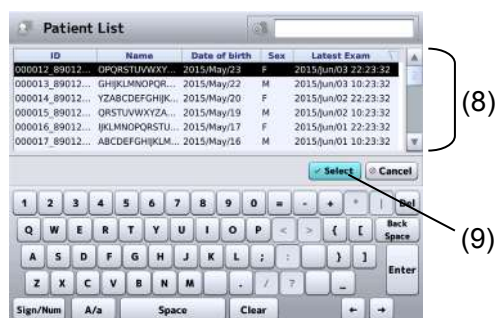 Patient List
ID Name Date of birth Sex Latest Exam
000012_89012... OPQRSTUVWXY... 2015/May/23 F 2015/Jun/03 22:23:32
000013_89012... GHIJKLMNOPQR... 2015/May/22 M 2015/Jun/03 10:23:32
000014_89012... YZABCDEFGHIJK... 2015/May/20 F 2015/Jun/02 22:23:32
000015_89012... QRSTUVWXYZA... 2015/May/19 M 2015/Jun/02 10:23:32
000016_89012... IJKLMNOPQRSTU... 2015/May/17 F 2015/Jun/01 22:23:32
000017_89012... ABCDEFGHIJKLM... 2015/May/16 M 2015/Jun/01 10:23:32
(8)
Select Cancel
1 2 3 4 5 6 7 8 9 0 = - + * | Del
Q W E R T Y U I O P < > { [ Back Space
(9)
A S D F G H J K L ; : } ] Enter
Z X C V B N M . / ? _
Sign/Num A/a Space Clear ← →